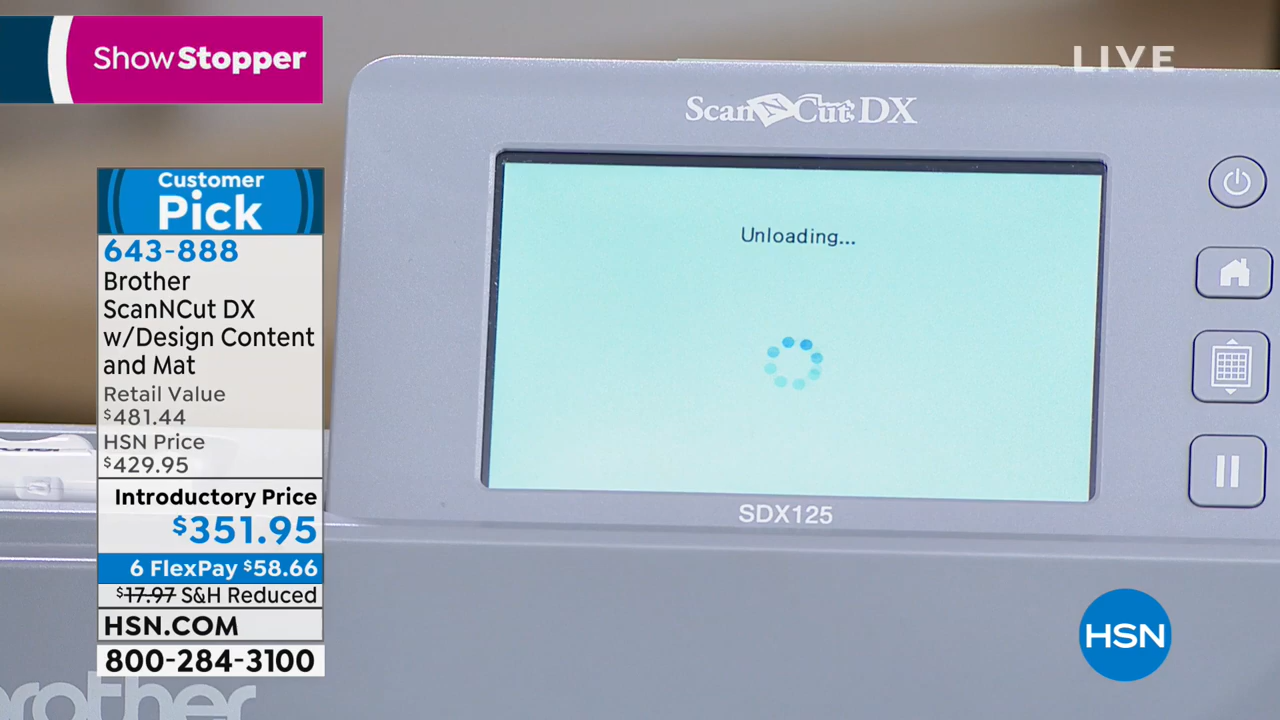 ShowStopper
LIVE
ScanNCut DX
Customer
Pick
643-888
Brother
ScanNCut DX
w/Design Content
and Mat
Retail Value
$481.44
HSN Price
$429.95
Introductory Price
$351.95
6 FlexPay $58.66
$17.97 S&H Reduced
HSN.COM
800-284-3100
Unloading...
SDX125
HSN
brother